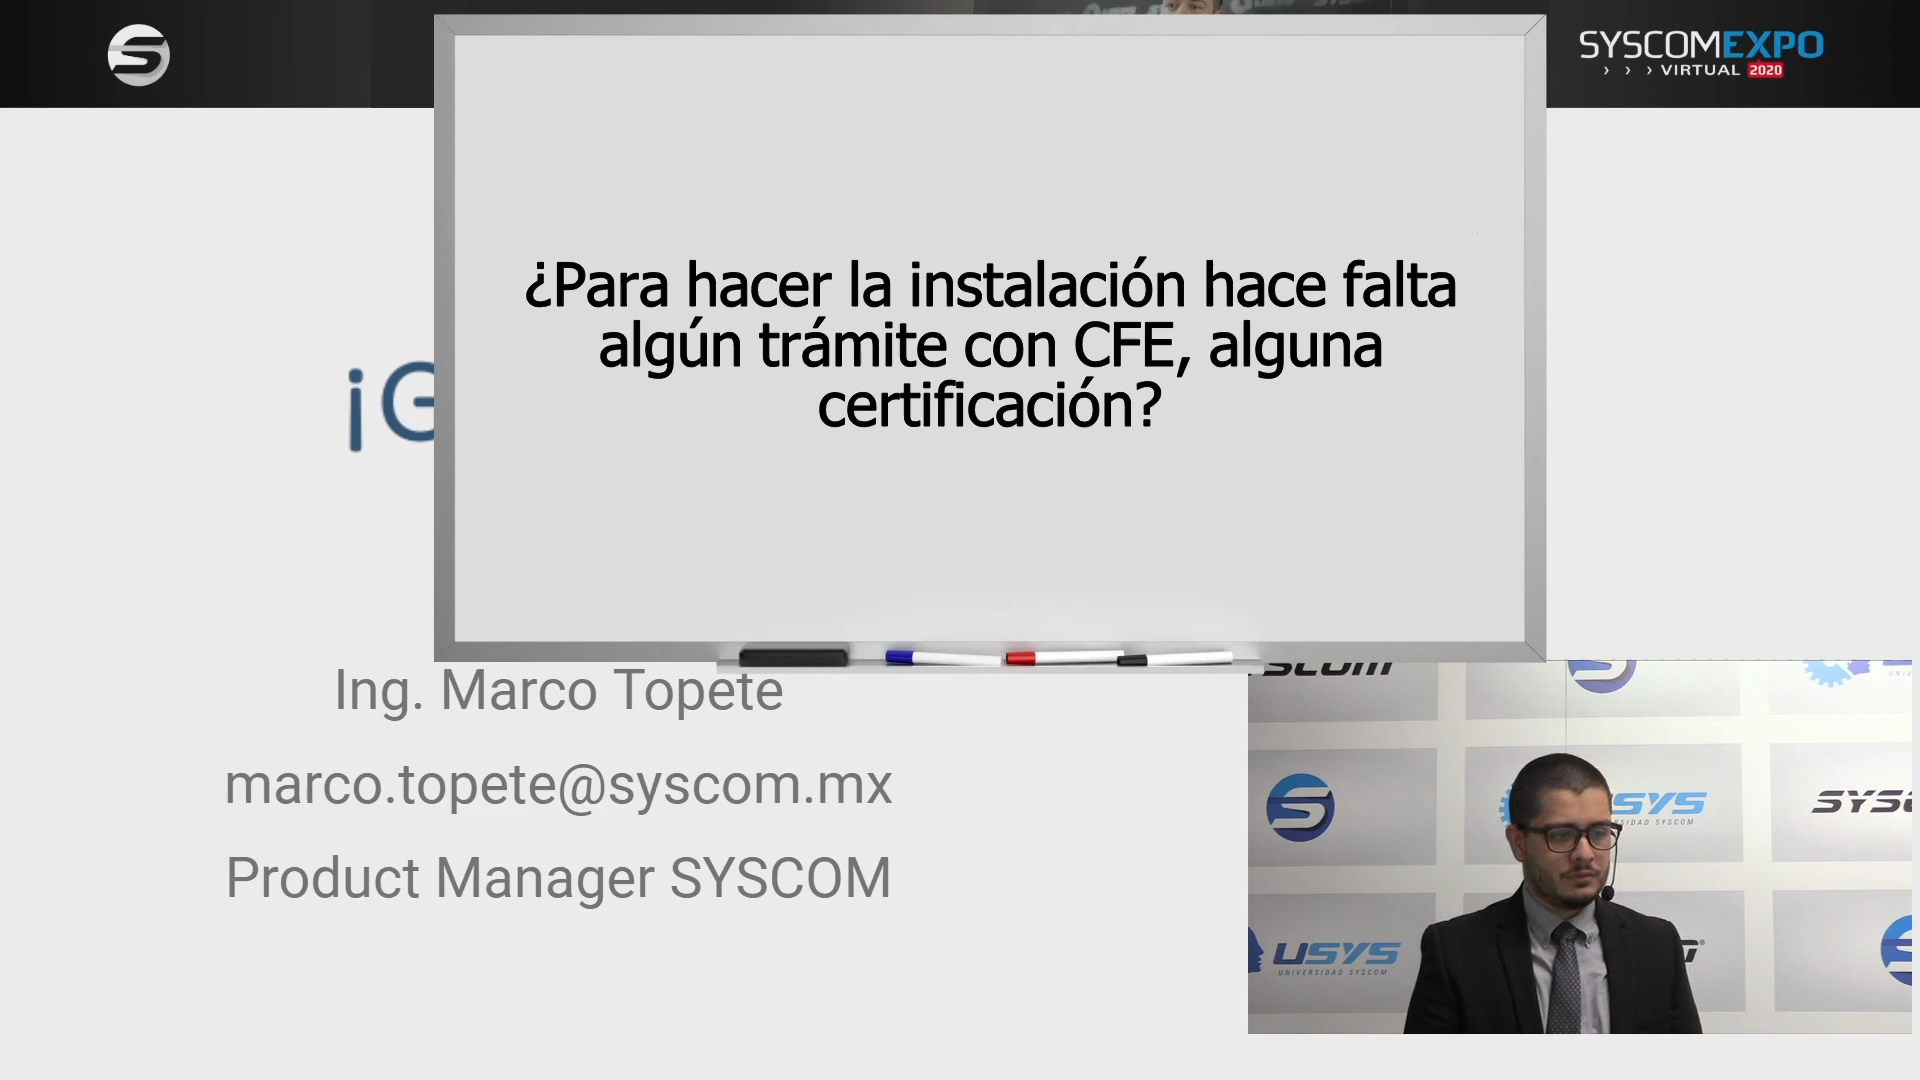 SYSCOMEXPO
› › › VIRTUAL 2020
¿Para hacer la instalación hace falta
algún trámite con CFE, alguna
certificación?
Ing. Marco Topete
marco.topete@syscom.mx
Product Manager SYSCOM
USYS
UNIVERSIDAD SYSCOM